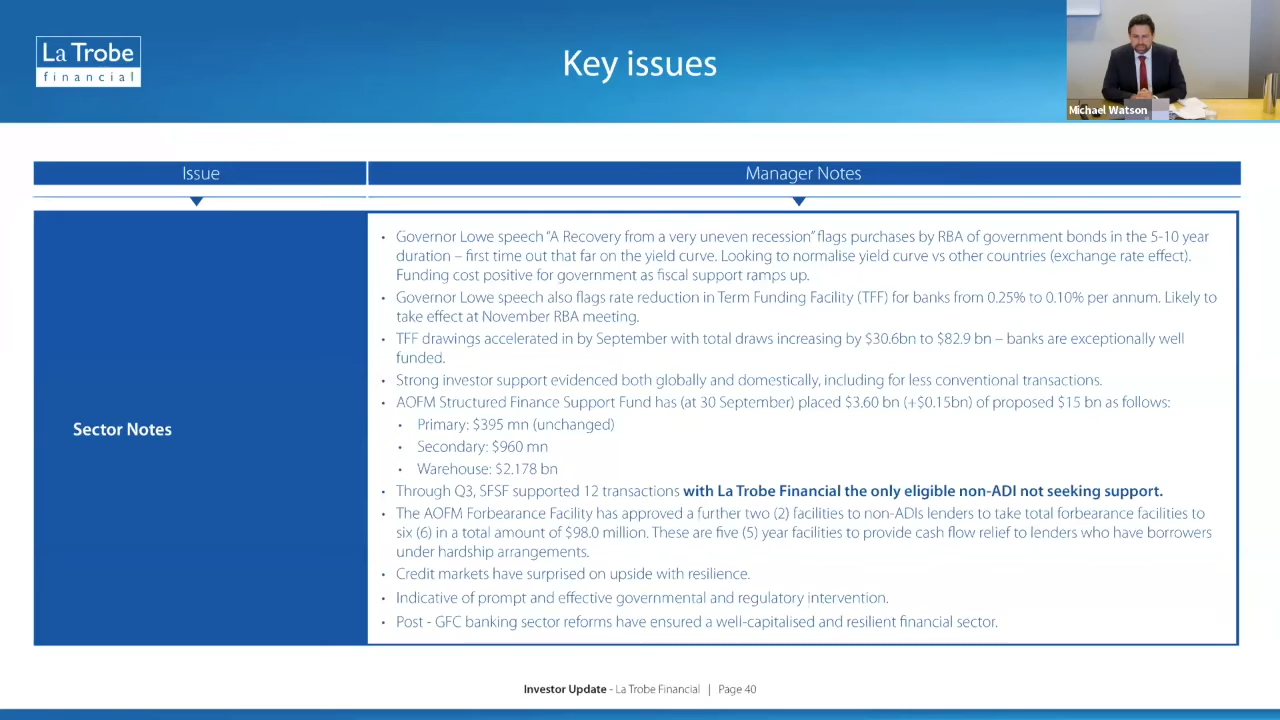 La Trobe
financial
Key issues
Michael Watson
Issue
Manager Notes
Sector Notes
• Governor Lowe speech “A Recovery from a very uneven recession” flags purchases by RBA of government bonds in the 5-10 year
duration – first time out that far on the yield curve. Looking to normalise yield curve vs other countries (exchange rate effect).
Funding cost positive for government as fiscal support ramps up.
• Governor Lowe speech also flags rate reduction in Term Funding Facility (TFF) for banks from 0.25% to 0.10% per annum. Likely to
take effect at November RBA meeting.
• TFF drawings accelerated in by September with total draws increasing by $30.6bn to $82.9 bn – banks are exceptionally well
funded.
• Strong investor support evidenced both globally and domestically, including for less conventional transactions.
• AOFM Structured Finance Support Fund has (at 30 September) placed $3.60 bn (+$0.15bn) of proposed $15 bn as follows:
• Primary: $395 mn (unchanged)
• Secondary: $960 mn
• Warehouse: $2.178 bn
• Through Q3, SFSF supported 12 transactions with La Trobe Financial the only eligible non-ADI not seeking support.
• The AOFM Forbearance Facility has approved a further two (2) facilities to non-ADIs lenders to take total forbearance facilities to
six (6) in a total amount of $98.0 million. These are five (5) year facilities to provide cash flow relief to lenders who have borrowers
under hardship arrangements.
• Credit markets have surprised on upside with resilience.
• Indicative of prompt and effective governmental and regulatory intervention.
• Post - GFC banking sector reforms have ensured a well-capitalised and resilient financial sector.
Investor Update - La Trobe Financial | Page 40